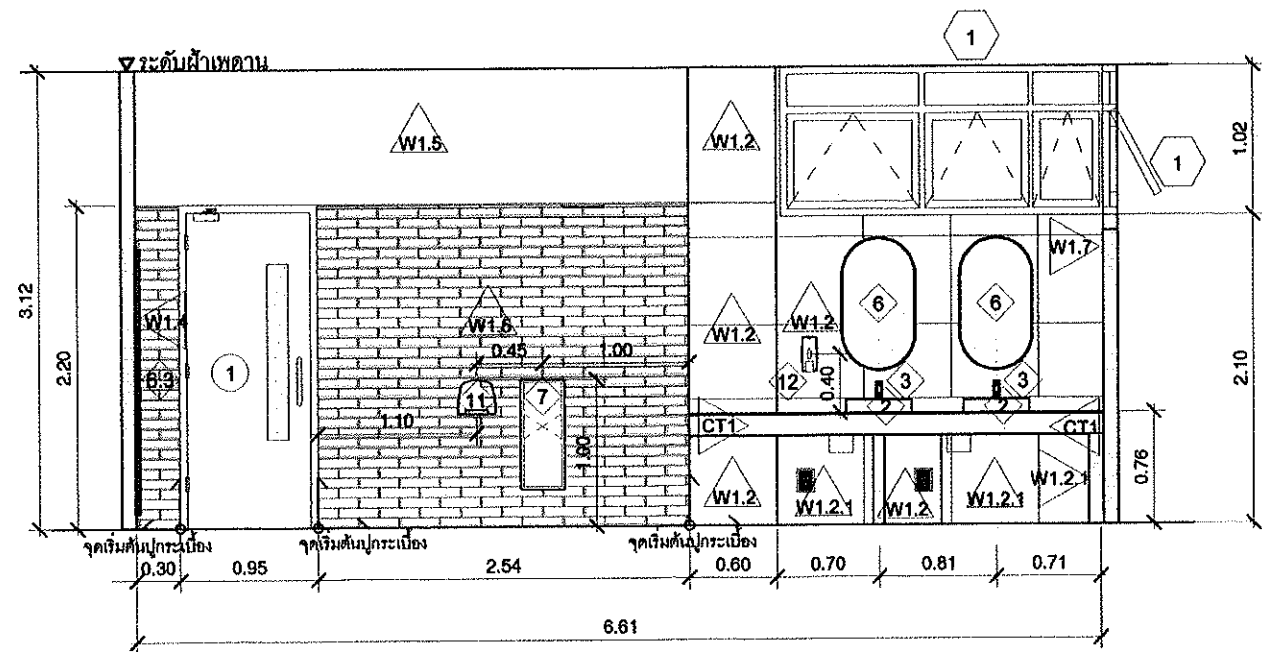 1
ระดับฝ้าเพดาน
W1.5
W1.2
1
1.02
3.12
2.20
W1.7
6
6
W1.4
W1.6
W1.2
W1.2
0.45
1.00
6.3
1
12
0.40
3
3
2.10
11
7
2
2
1.10
CT1
CT1
1.00
0.76
W1.2
W1.2.1
W1.2
W1.2.1
W1.2.1
จุดเริ่มต้นปูกระเบื้อง
จุดเริ่มต้นปูกระเบื้อง
จุดเริ่มต้นปูกระเบื้อง
0.30
0.95
2.54
0.60
0.70
0.81
0.71
6.61